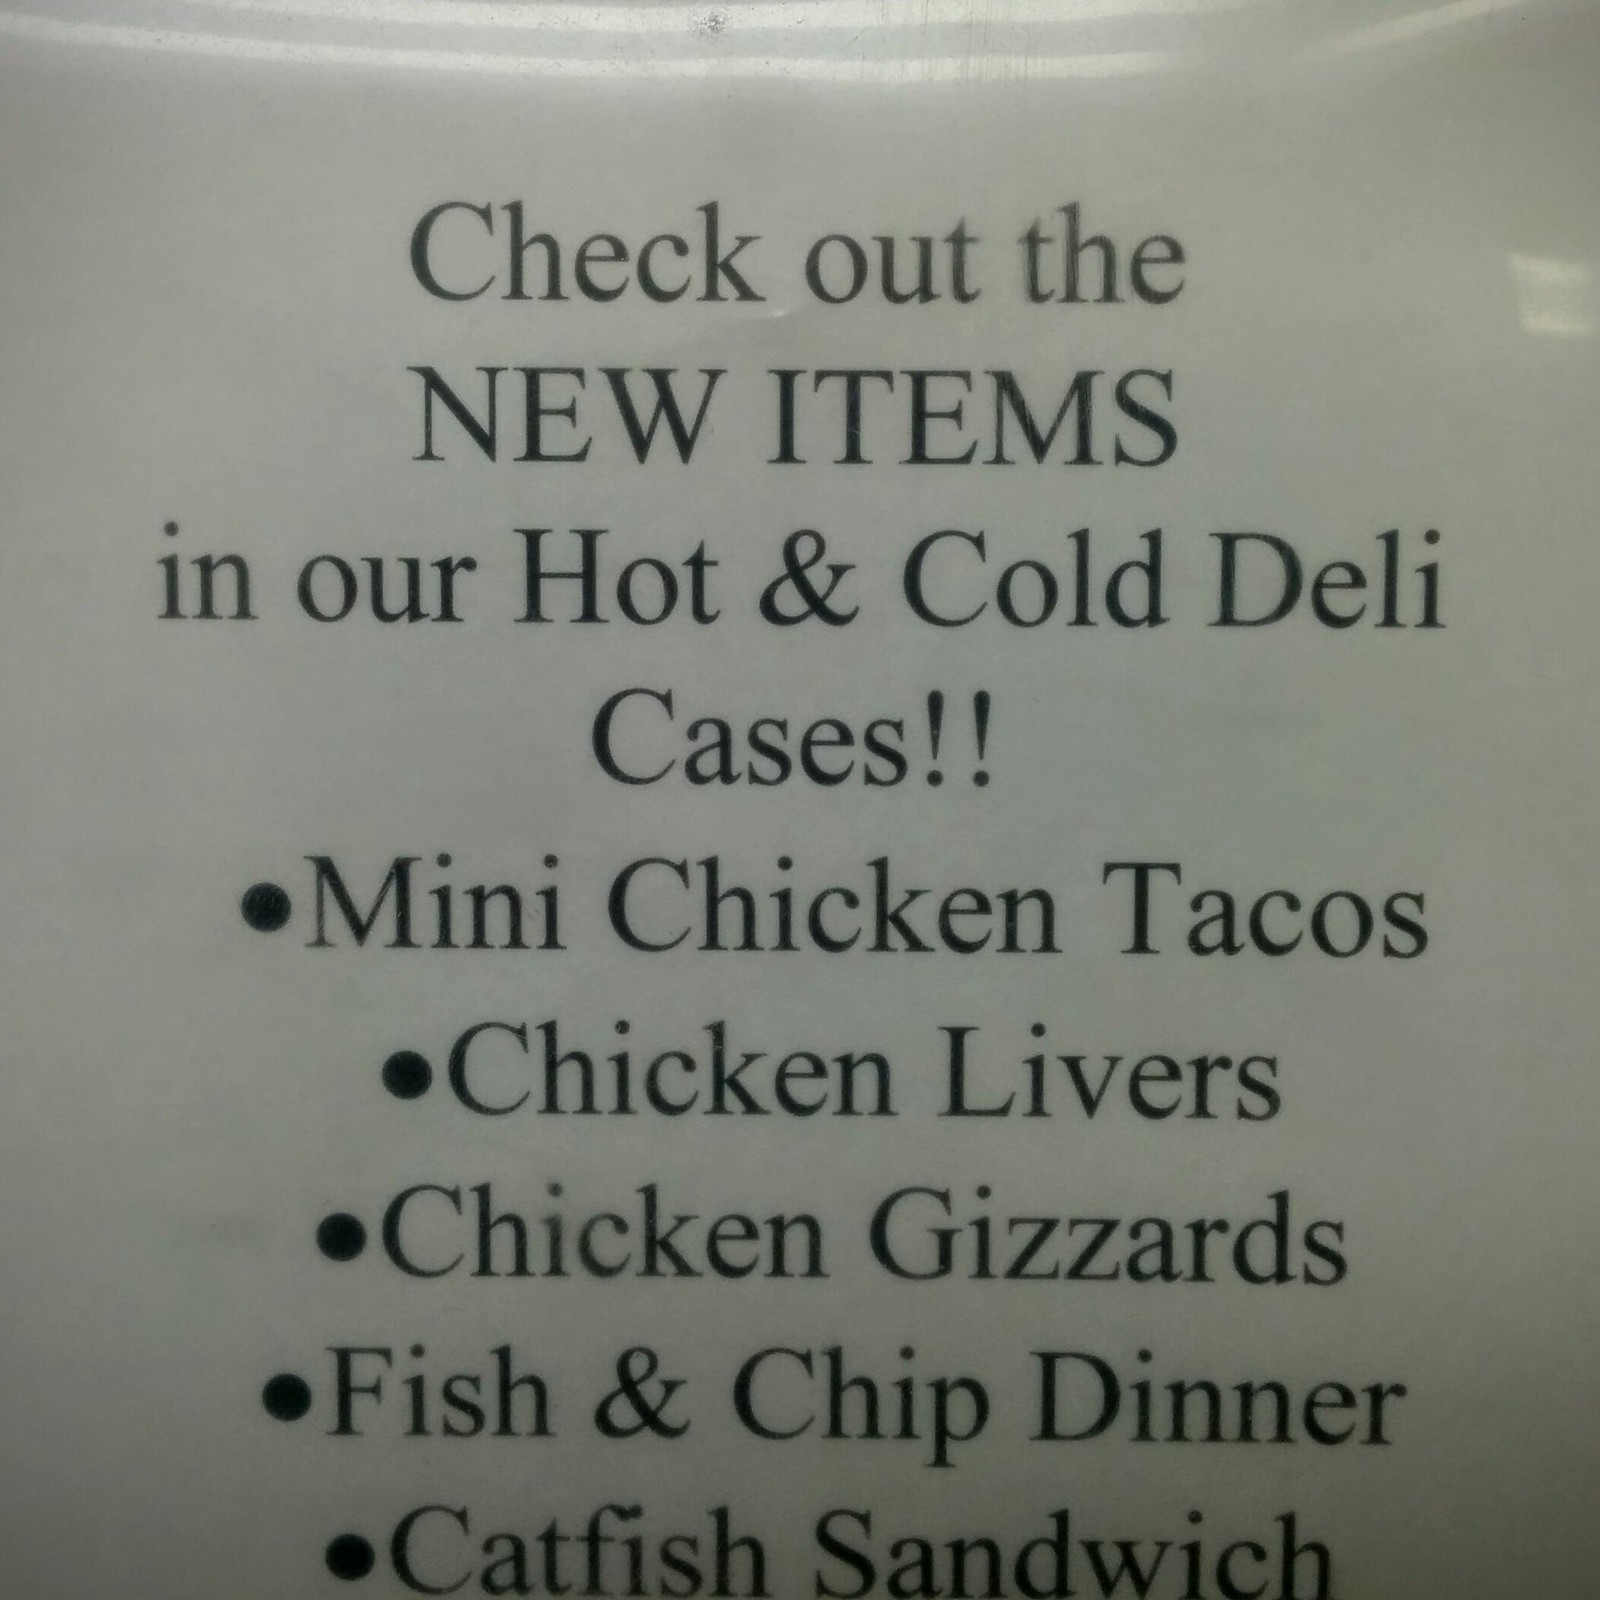 Check out the
NEW ITEMS
in our Hot & Cold Deli
Cases!!
•Mini Chicken Tacos
•Chicken Livers
•Chicken Gizzards
•Fish & Chip Dinner
•Catfish Sandwich